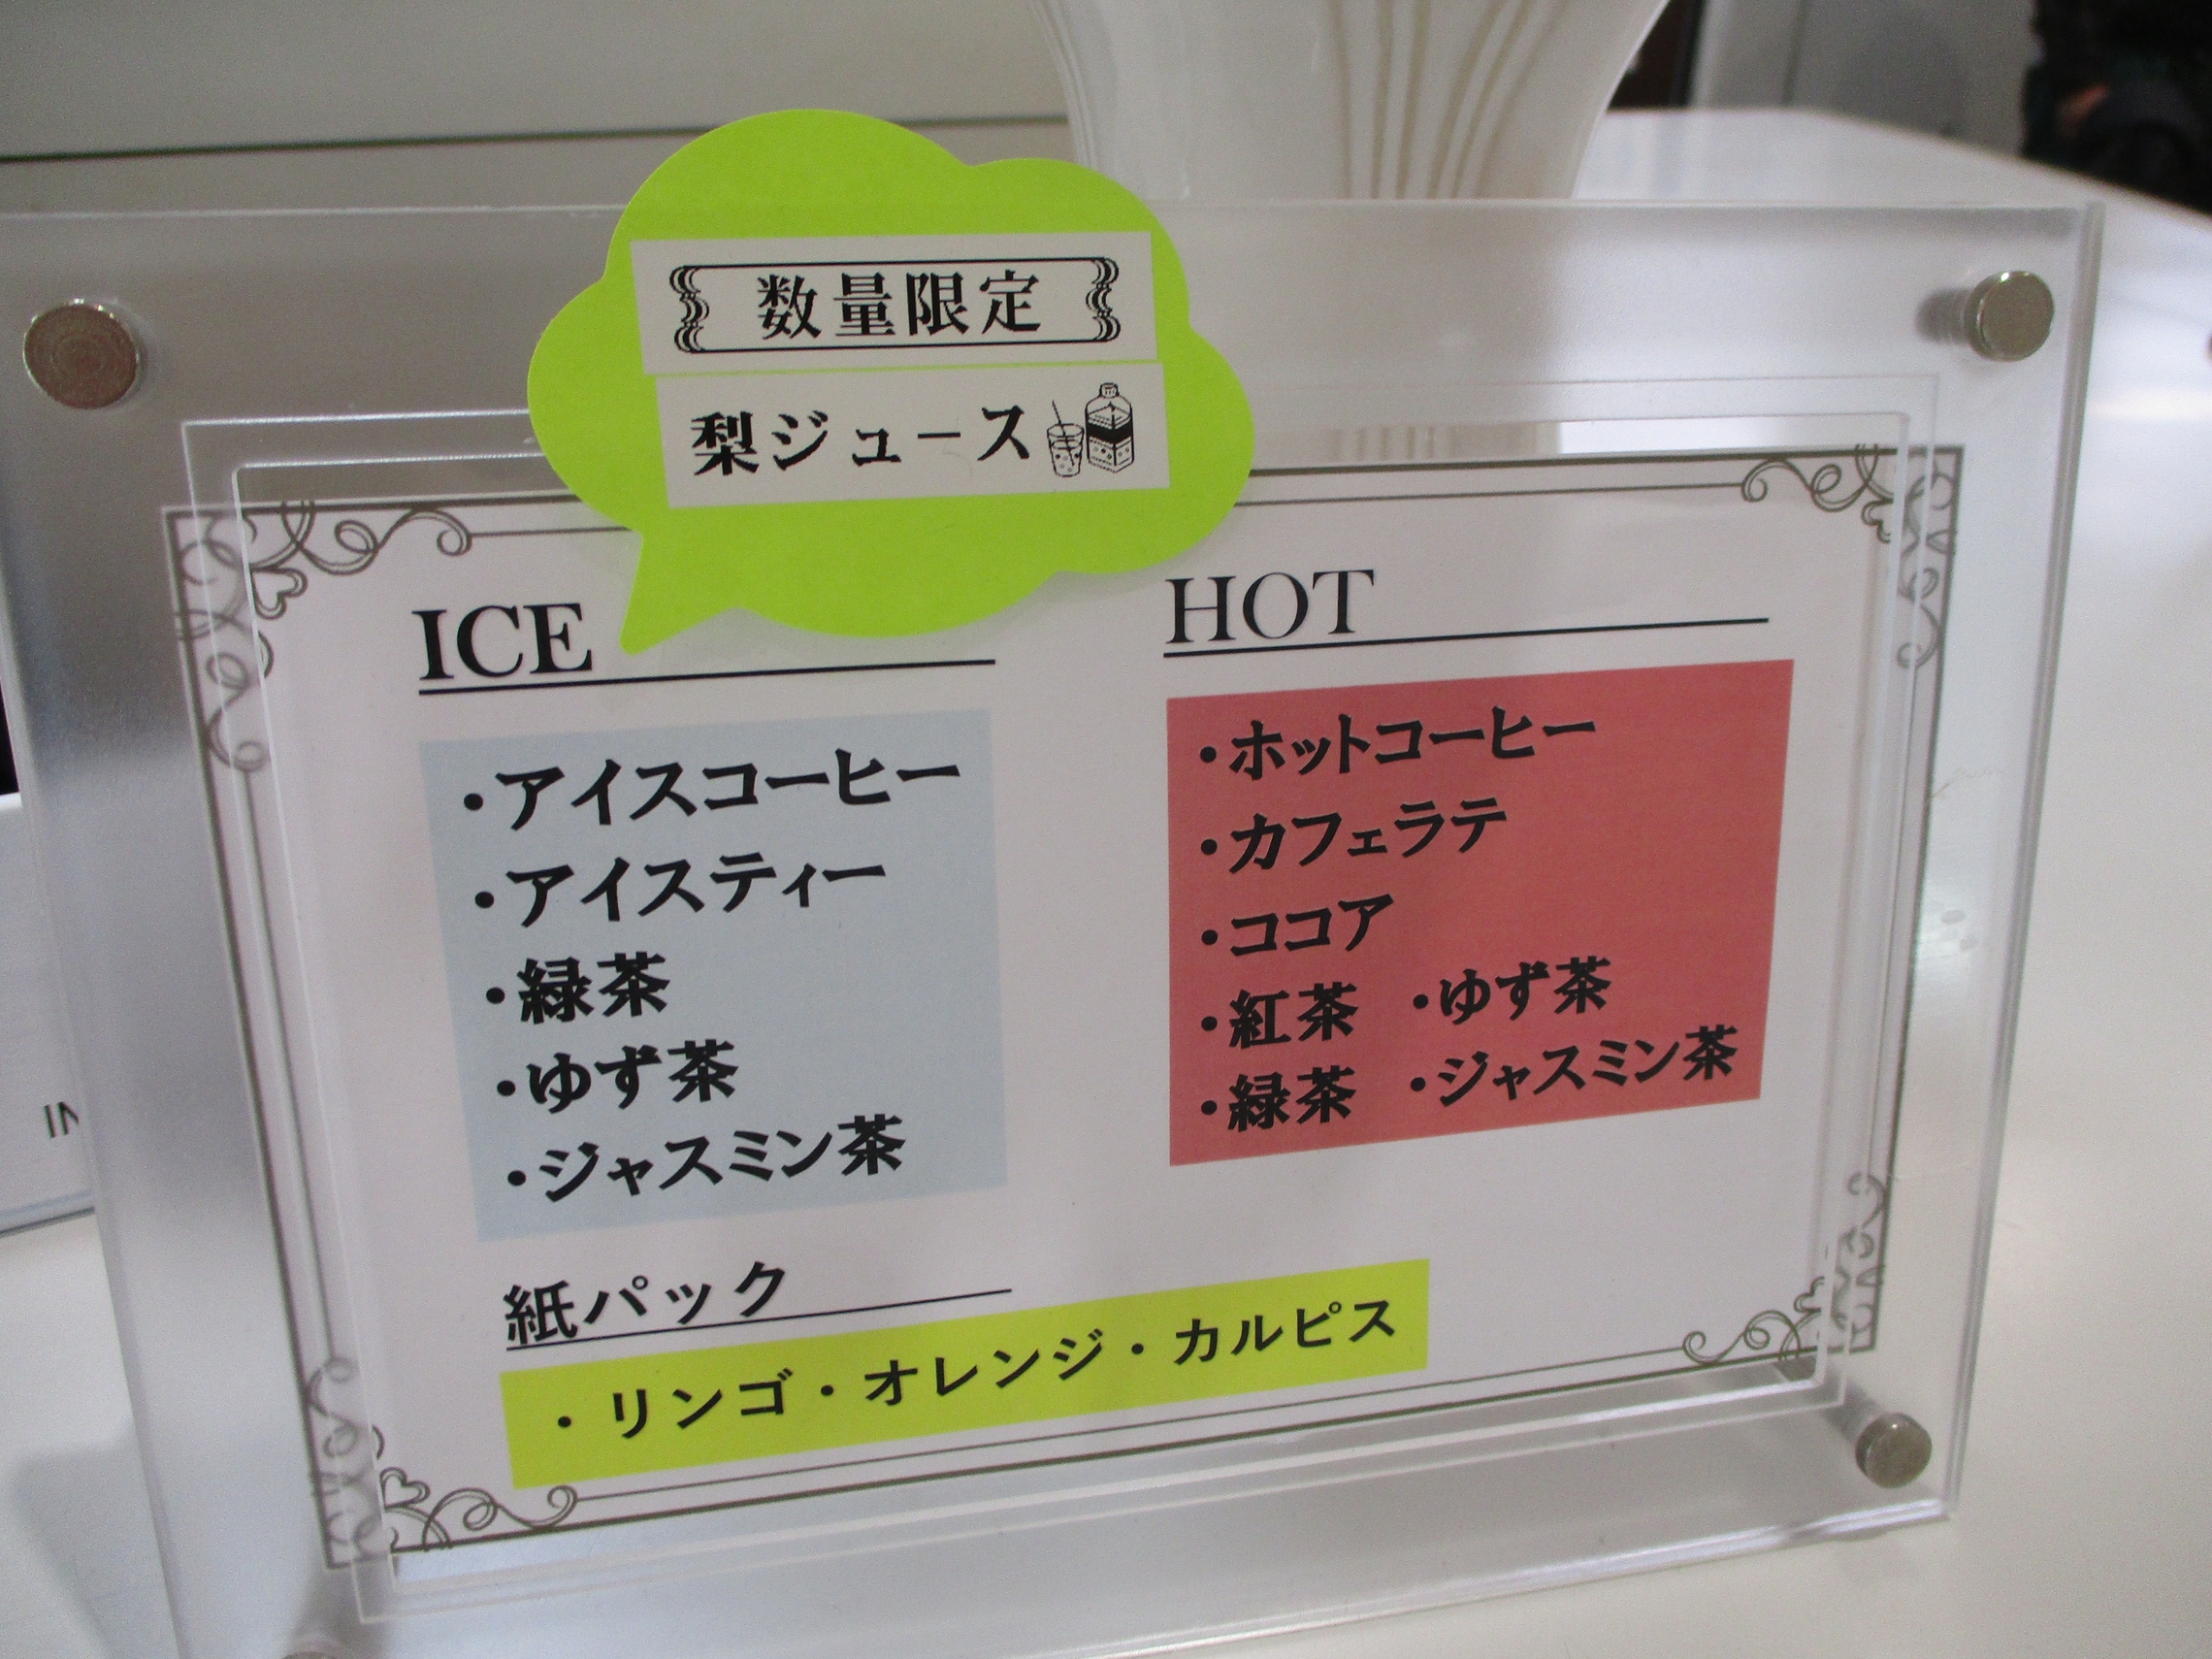 数量限定
梨ジュース
ICE
・アイスコーヒー
・アイスティー
・緑茶
・ゆず茶
・ジャスミン茶
HOT
・ホットコーヒー
・カフェラテ
・ココア
・紅茶 ・ゆず茶
・緑茶 ・ジャスミン茶
紙パック
・リンゴ・オレンジ・カルピス